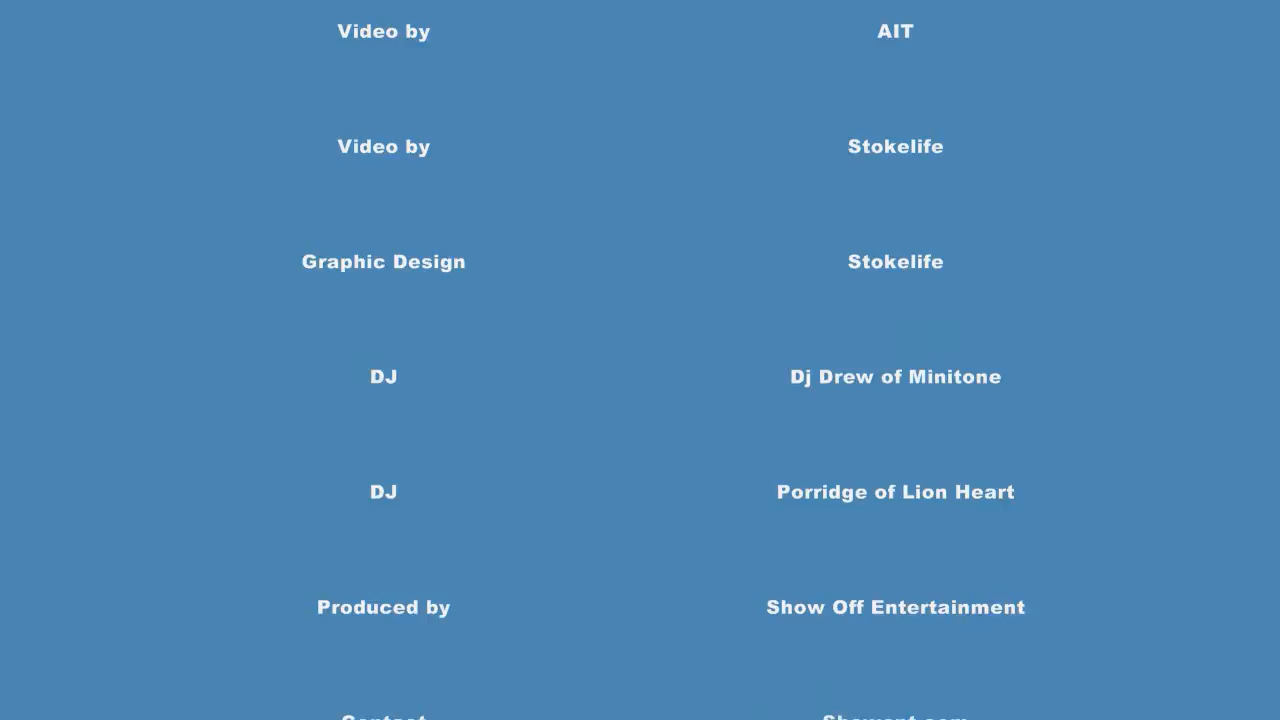 Video by AIT
Video by Stokelife
Graphic Design Stokelife
DJ Dj Drew of Minitone
DJ Porridge of Lion Heart
Produced by Show Off Entertainment
Contact